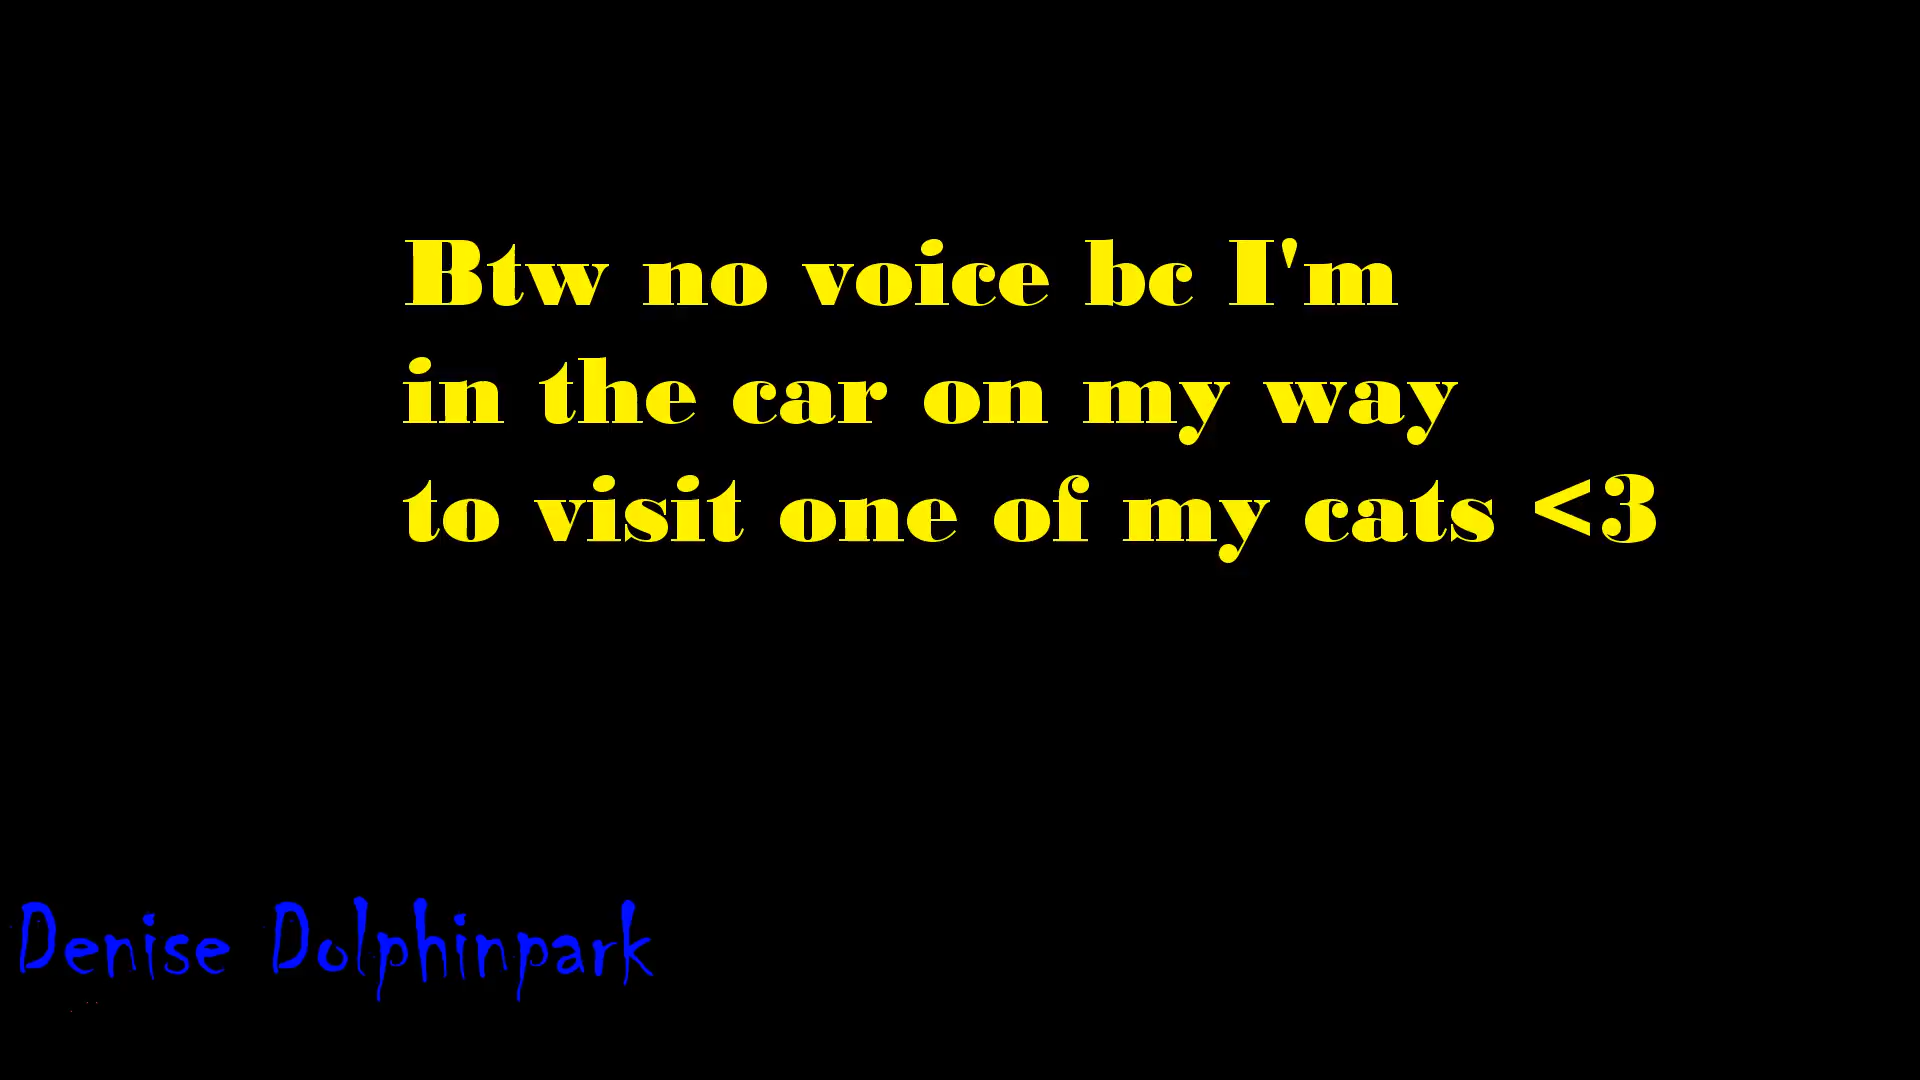 Btw no voice bc I'm
in the car on my way
to visit one of my cats <3
Denise Dolphinpark